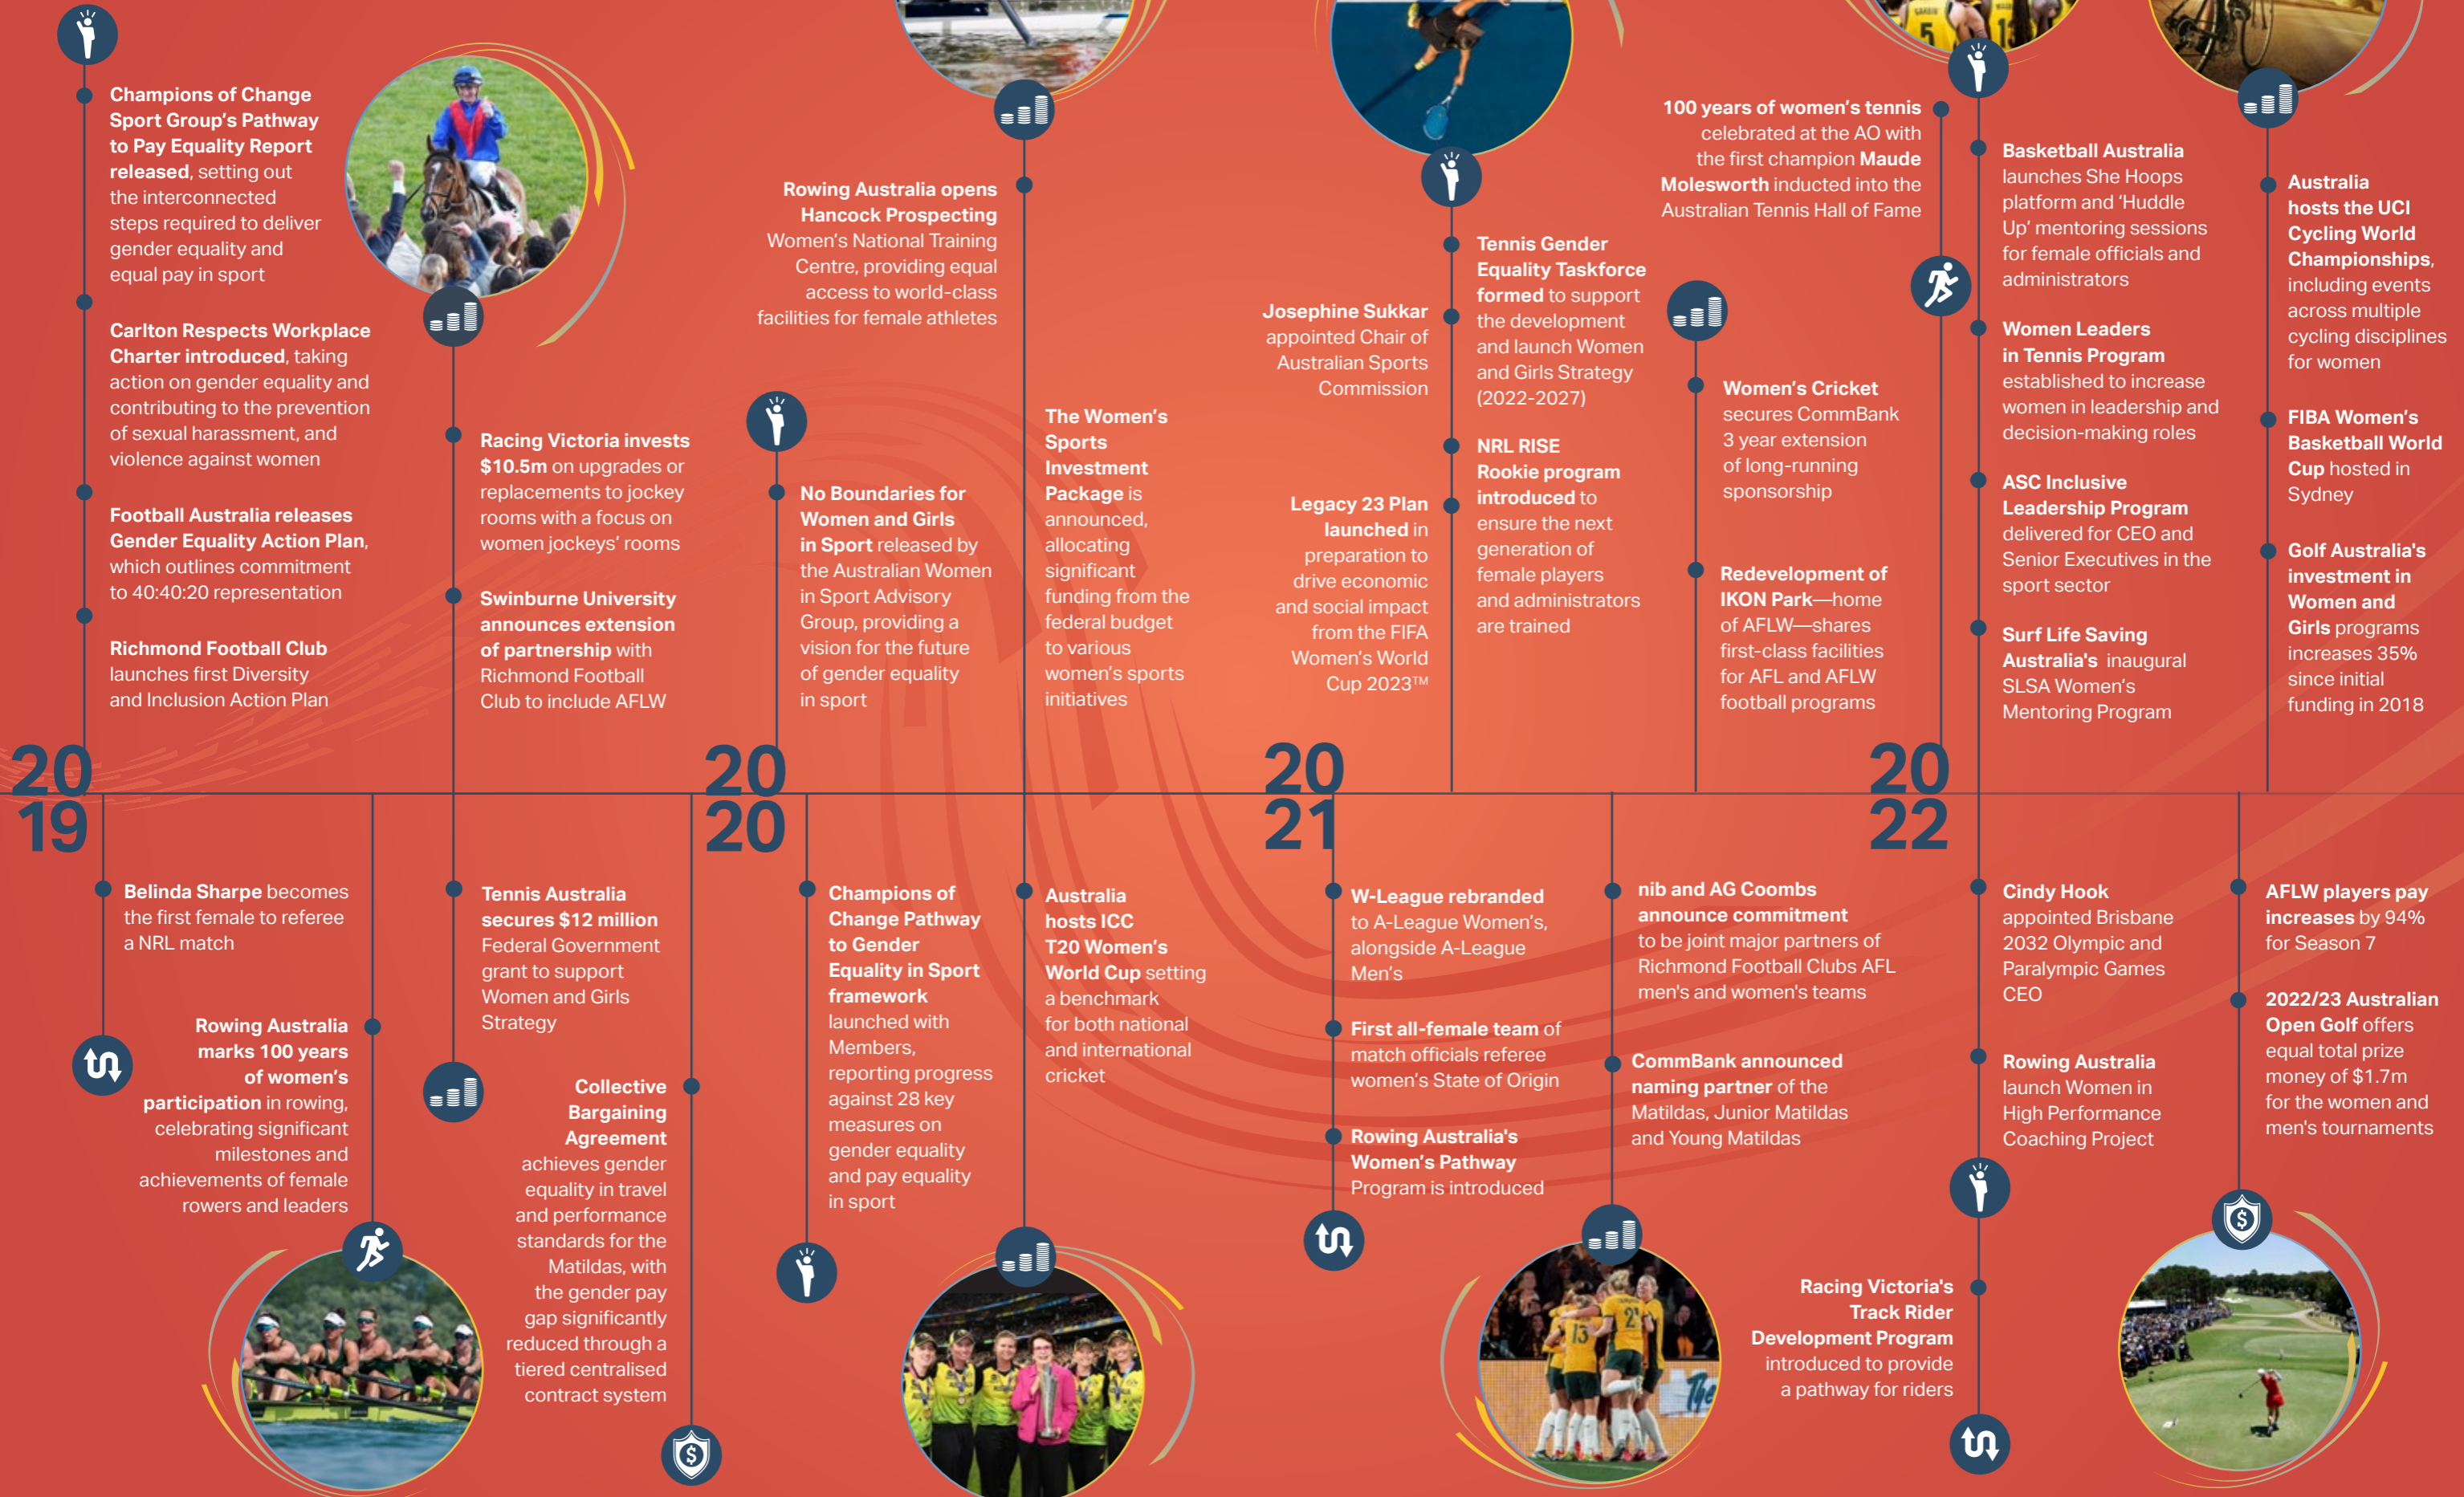 Champions of Change
Sport Group's Pathway
to Pay Equality Report
released, setting out
the interconnected
steps required to deliver
gender equality and
equal pay in sport
Carlton Respects Workplace
Charter introduced, taking
action on gender equality and
contributing to the prevention
of sexual harassment, and
violence against women
Football Australia releases
Gender Equality Action Plan,
which outlines commitment
to 40:40:20 representation
Richmond Football Club
launches first Diversity
and Inclusion Action Plan
Racing Victoria invests
$10.5m on upgrades or
replacements to jockey
rooms with a focus on
women jockeys' rooms
Swinburne University
announces extension
of partnership with
Richmond Football
Club to include AFLW
20
19
Belinda Sharpe becomes
the first female to referee
a NRL match
Rowing Australia
marks 100 years
of women's
participation in rowing,
celebrating significant
milestones and
achievements of female
rowers and leaders
Tennis Australia
secures $12 million
Federal Government
grant to support
Women and Girls
Strategy
Collective
Bargaining
Agreement
achieves gender
equality in travel
and performance
standards for the
Matildas, with
the gender pay
gap significantly
reduced through a
tiered centralised
contract system
Rowing Australia opens
Hancock Prospecting
Women's National Training
Centre, providing equal
access to world-class
facilities for female athletes
No Boundaries for
Women and Girls
in Sport released by
the Australian Women
in Sport Advisory
Group, providing a
vision for the future
of gender equality
in sport
The Women's
Sports
Investment
Package is
announced,
allocating
significant
funding from the
federal budget
to various
women's sports
initiatives
20
20
Champions of
Change Pathway
to Gender
Equality in Sport
framework
launched with
Members,
reporting progress
against 28 key
measures on
gender equality
and pay equality
in sport
Australia
hosts ICC
T20 Women's
World Cup setting
a benchmark
for both national
and international
cricket
Josephine Sukkar
appointed Chair of
Australian Sports
Commission
Legacy 23 Plan
launched in
preparation to
drive economic
and social impact
from the FIFA
Women's World
Cup 2023™
Tennis Gender
Equality Taskforce
formed to support
the development
and launch Women
and Girls Strategy
(2022-2027)
NRL RISE
Rookie program
introduced to
ensure the next
generation of
female players
and administrators
are trained
Women's Cricket
secures CommBank
3 year extension
of long-running
sponsorship
Redevelopment of
IKON Park—home
of AFLW—shares
first-class facilities
for AFL and AFLW
football programs
20
21
W-League rebranded
to A-League Women's,
alongside A-League
Men's
First all-female team of
match officials referee
women's State of Origin
Rowing Australia's
Women's Pathway
Program is introduced
nib and AG Coombs
announce commitment
to be joint major partners of
Richmond Football Clubs AFL
men's and women's teams
CommBank announced
naming partner of the
Matildas, Junior Matildas
and Young Matildas
13
2
100 years of women's tennis
celebrated at the AO with
the first champion Maude
Molesworth inducted into the
Australian Tennis Hall of Fame
5
13
Basketball Australia
launches She Hoops
platform and 'Huddle
Up' mentoring sessions
for female officials and
administrators
Women Leaders
in Tennis Program
established to increase
women in leadership and
decision-making roles
ASC Inclusive
Leadership Program
delivered for CEO and
Senior Executives in the
sport sector
Surf Life Saving
Australia's inaugural
SLSA Women's
Mentoring Program
Australia
hosts the UCI
Cycling World
Championships,
including events
across multiple
cycling disciplines
for women
FIBA Women's
Basketball World
Cup hosted in
Sydney
Golf Australia's
investment in
Women and
Girls programs
increases 35%
since initial
funding in 2018
20
22
Cindy Hook
appointed Brisbane
2032 Olympic and
Paralympic Games
CEO
Rowing Australia
launch Women in
High Performance
Coaching Project
Racing Victoria's
Track Rider
Development Program
introduced to provide
a pathway for riders
AFLW players pay
increases by 94%
for Season 7
2022/23 Australian
Open Golf offers
equal total prize
money of $1.7m
for the women and
men's tournaments